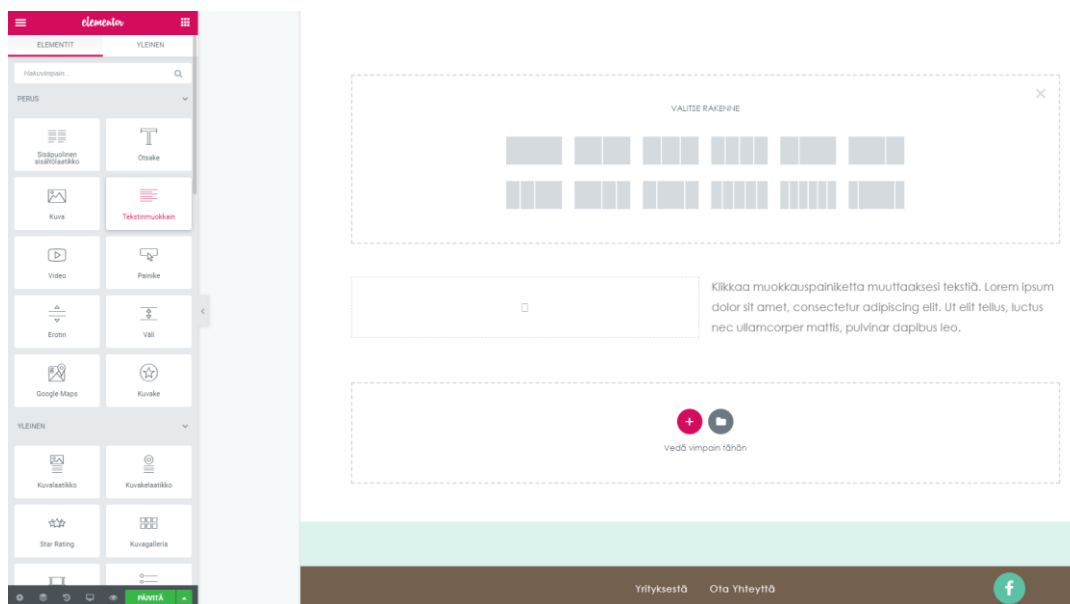 elementor
ELEMENTIT
YLEINEN
Hakuvimpain...
PERUS
Sisäpuolinen
sisältölaatikko
Otsake
Kuva
Tekstinmuokkain
Video
Painike
Erotin
Väli
Google Maps
Kuvake
YLEINEN
Kuvalaatikko
Kuvakelaatikko
Star Rating
Kuvagalleria
PÄIVITÄ
VALITSE RAKENNE
Klikkaa muokkauspainiketta muuttaaksesi tekstiä. Lorem ipsum
dolor sit amet, consectetur adipiscing elit. Ut elit tellus, luctus
nec ullamcorper mattis, pulvinar dapibus leo.
Vedä vimpain tähän
Yrityksestä
Ota Yhteyttä